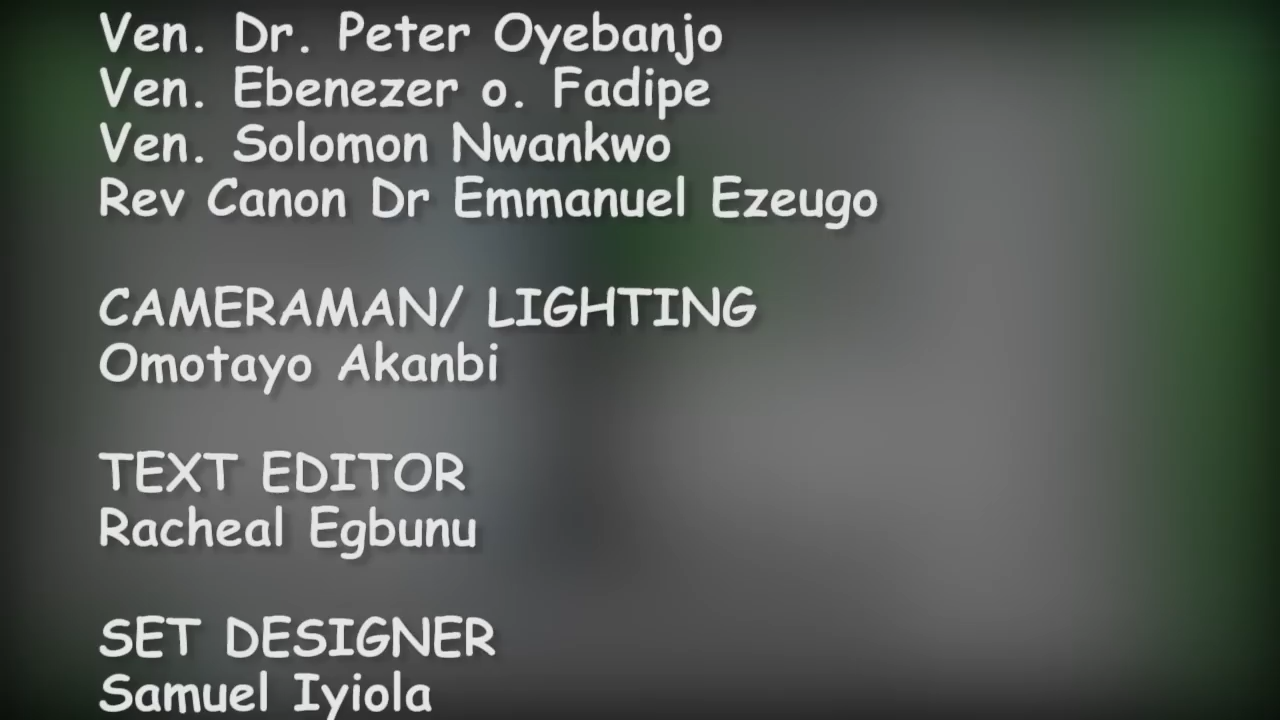 Ven. Dr. Peter Oyebanjo
Ven. Ebenezer o. Fadipe
Ven. Solomon Nwankwo
Rev Canon Dr Emmanuel Ezeugo
CAMERAMAN/ LIGHTING
Omotayo Akanbi
TEXT EDITOR
Racheal Egbunu
SET DESIGNER
Samuel Iyiola